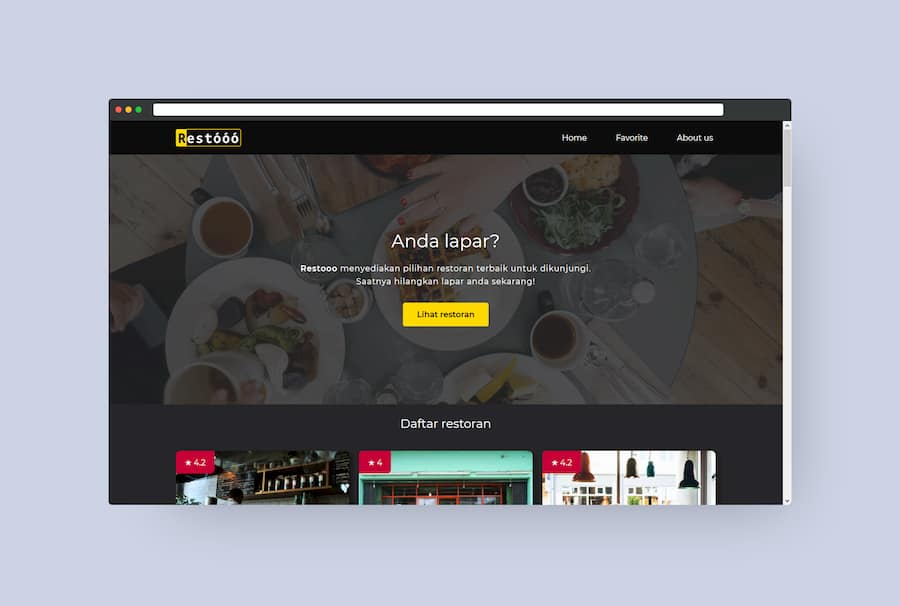 Restóóó
Home
Favorite
About us
Anda lapar?
Restooo menyediakan pilihan restoran terbaik untuk dikunjungi.
Saatnya hilangkan lapar anda sekarang!
Lihat restoran
Daftar restoran
★ 4.2
★ 4
★ 4.2